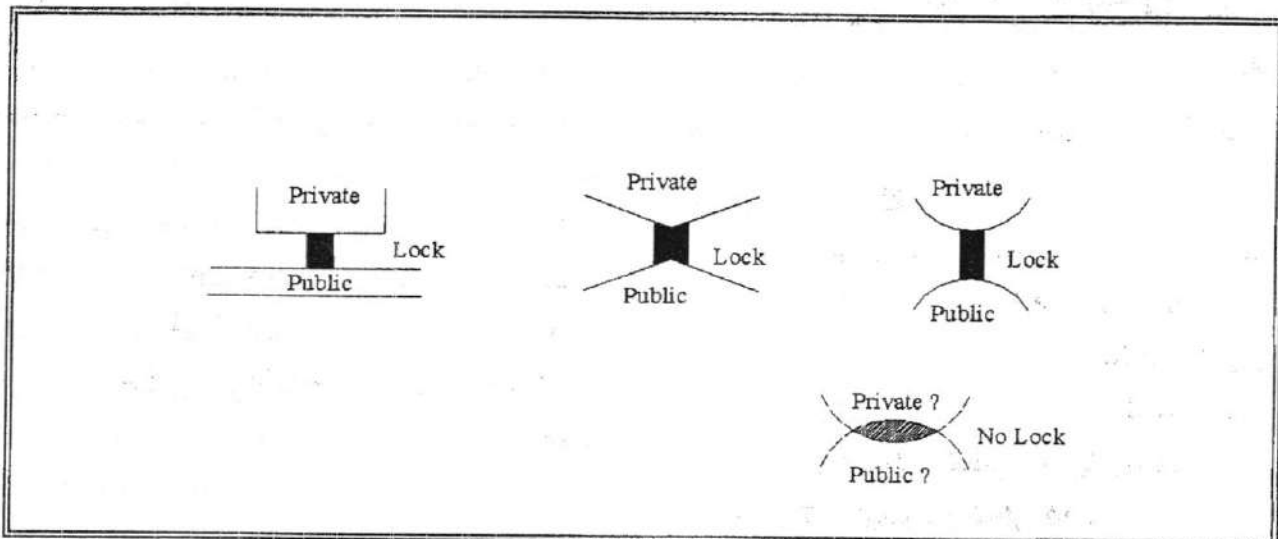 Private
Lock
Public
Private
Lock
Public
Private
Lock
Public
Private ?
No Lock
Public ?